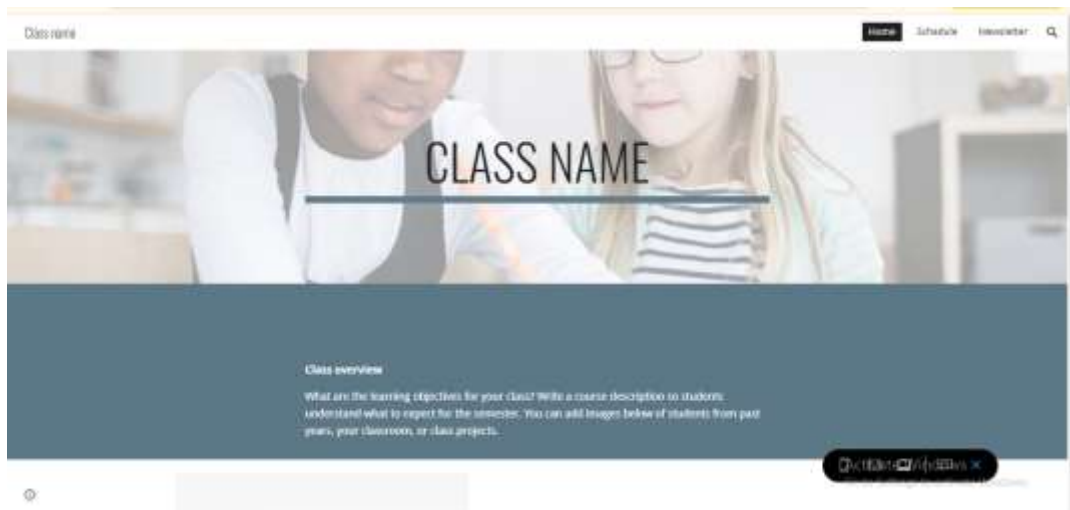 Class name
Home Schedule Newsletter
CLASS NAME
Class overview
What are the learning objectives for your class? Write a course description so students
understand what to expect for the semester. You can add images below of students from past
years, your classroom, or class projects.
Activate Windows